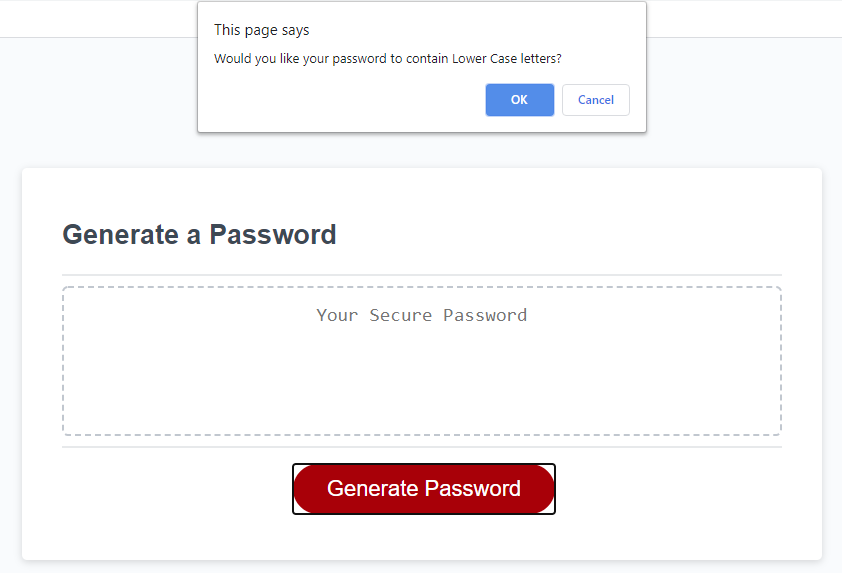 This page says
Would you like your password to contain Lower Case letters?
OK
Cancel
Generate a Password
Your Secure Password
Generate Password